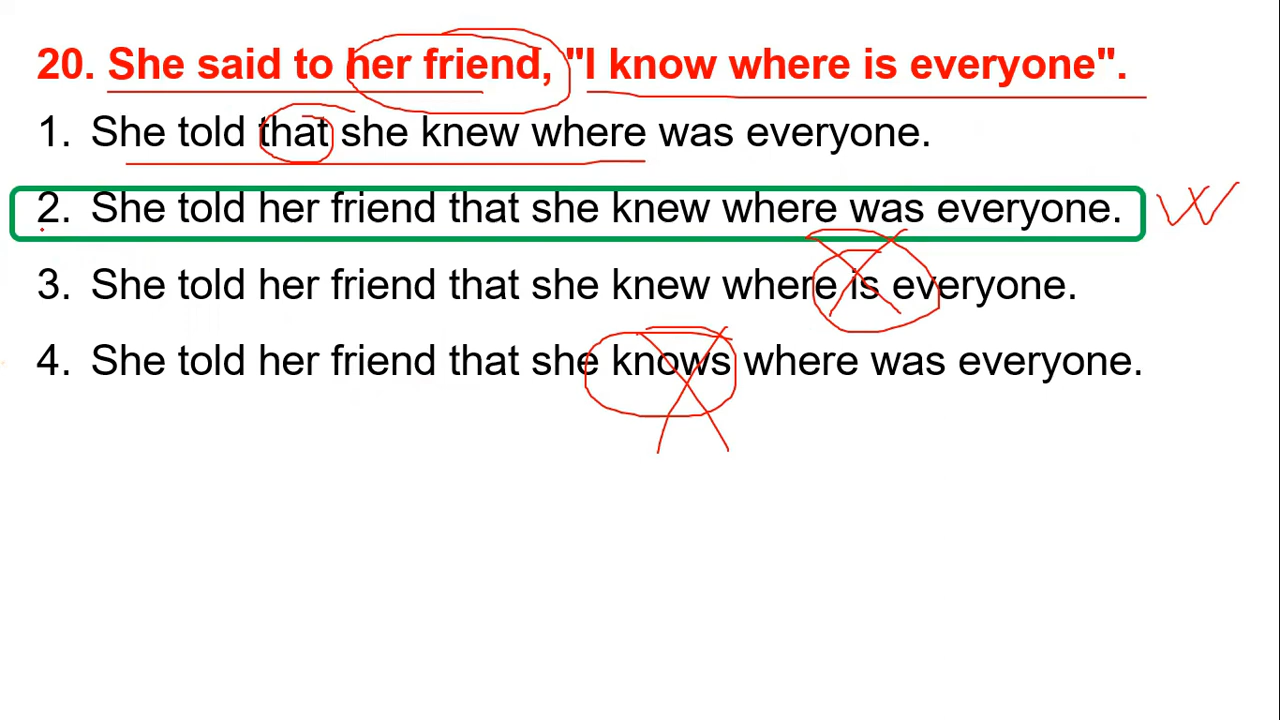 20. She said to her friend, "I know where is everyone".
1. She told that she knew where was everyone.
2. She told her friend that she knew where was everyone.
3. She told her friend that she knew where is everyone.
4. She told her friend that she knows where was everyone.